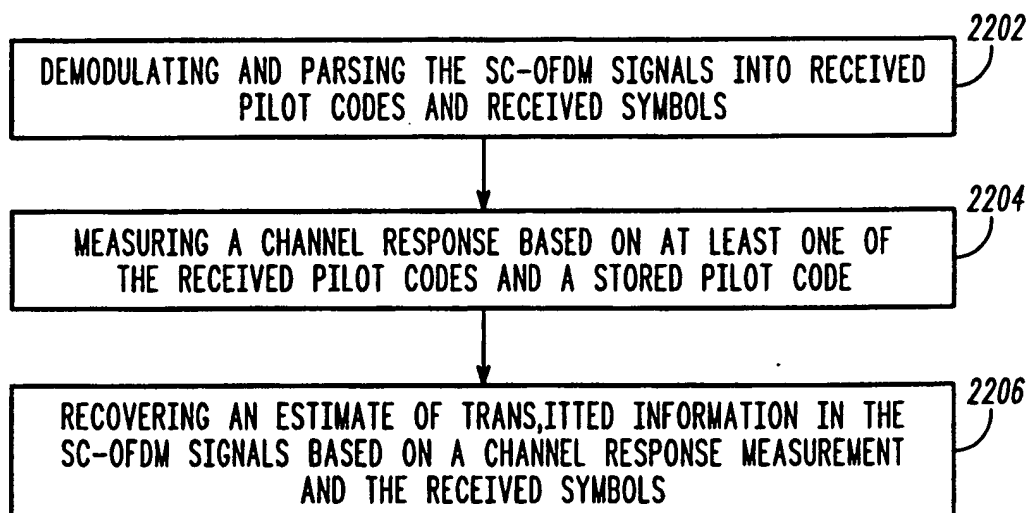 2202
DEMODULATING AND PARSING THE SC-OFDM SIGNALS INTO RECEIVED
PILOT CODES AND RECEIVED SYMBOLS
2204
MEASURING A CHANNEL RESPONSE BASED ON AT LEAST ONE OF
THE RECEIVED PILOT CODES AND A STORED PILOT CODE
2206
RECOVERING AN ESTIMATE OF TRANS,ITTED INFORMATION IN THE
SC-OFDM SIGNALS BASED ON A CHANNEL RESPONSE MEASUREMENT
AND THE RECEIVED SYMBOLS